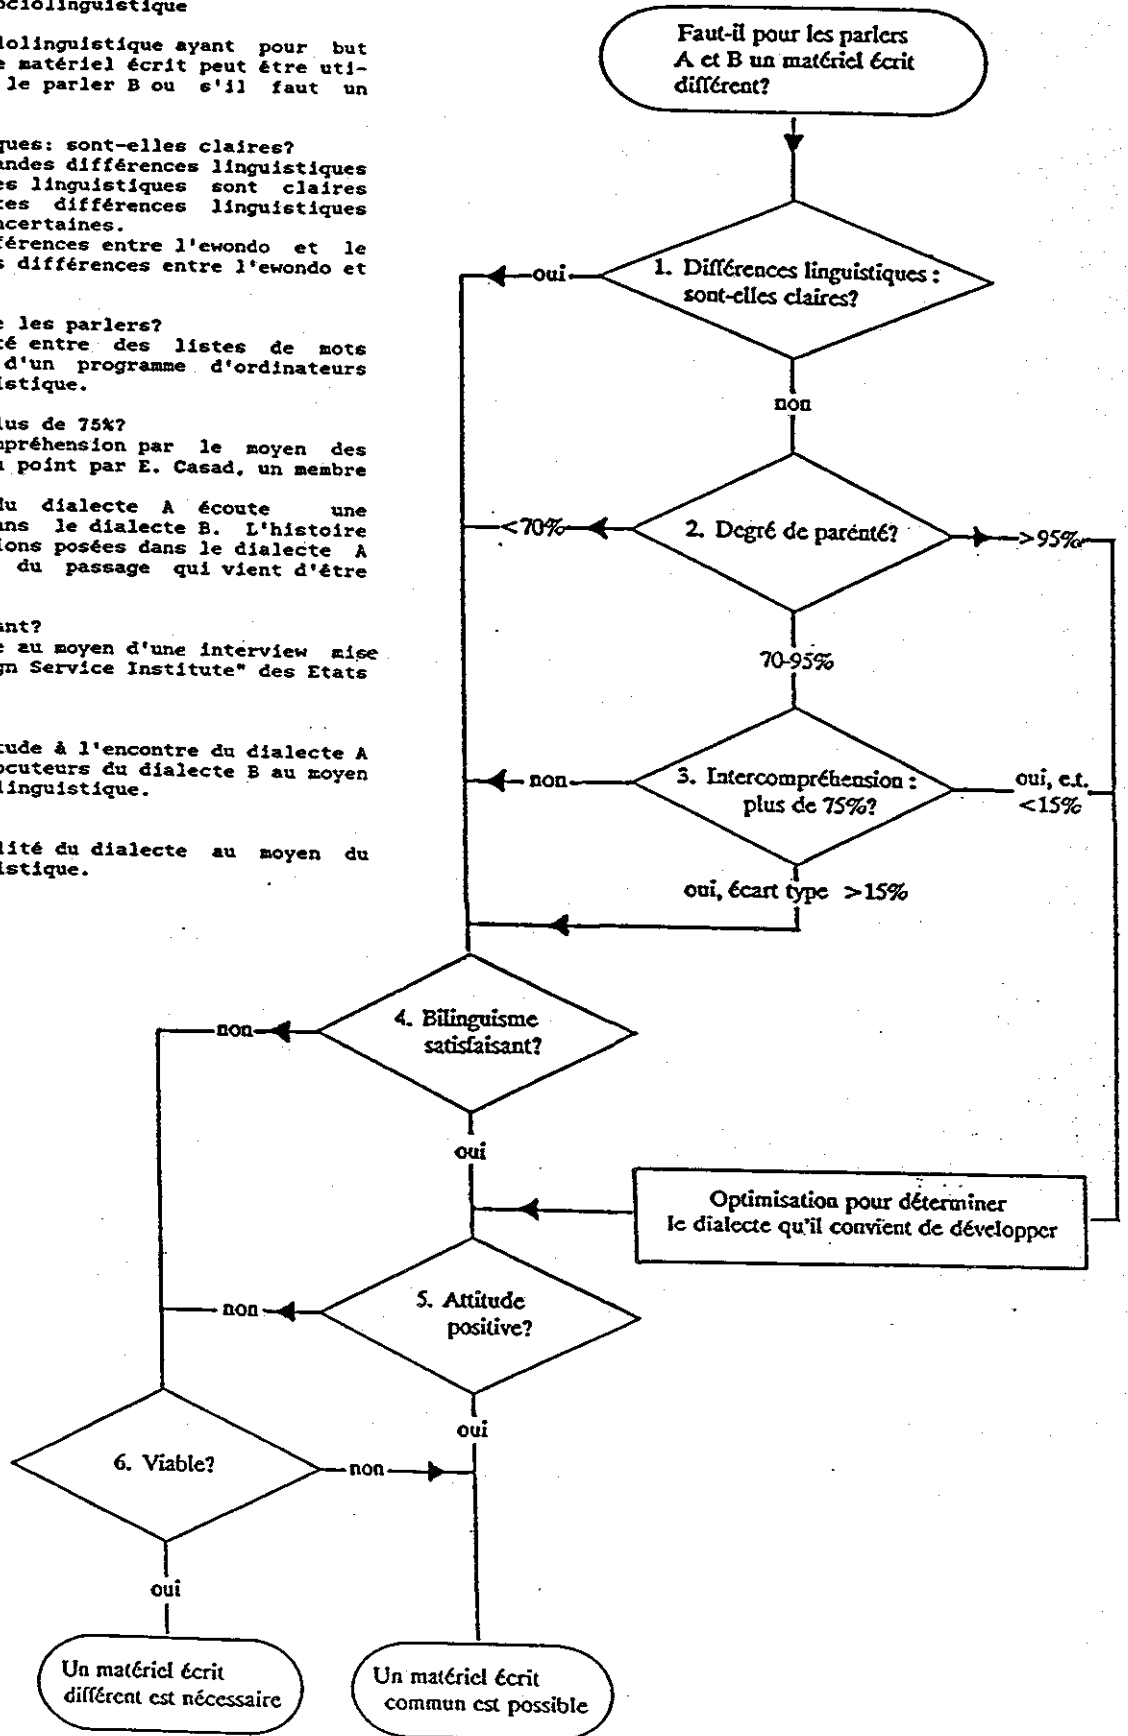 ociolinguistique
iolinguistique ayant pour but
e matériel écrit peut être uti-
le parler B ou s'il faut un
ques: sont-elles claires?
andes différences linguistiques
es linguistiques sont claires
tes différences linguistiques
ncertaines.
férences entre l'ewondo et le
s différences entre l'ewondo et
e les parlers?
té entre des listes de mots
d'un programme d'ordinateurs
istique.
lus de 75%?
mpréhension par le moyen des
u point par E. Casad, un membre
du dialecte A écoute une
ans le dialecte B. L'histoire
ions posées dans le dialecte A
du passage qui vient d'être
ant?
e au moyen d'une interview mise
gn Service Institute" des Etats
tude à l'encontre du dialecte A
ocuteurs du dialecte B au moyen
linguistique.
lité du dialecte au moyen du
istique.
Faut-il pour les parlers
A et B un matériel écrit
différent?
1. Différences linguistiques :
sont-elles claires?
oui
non
2. Degré de parenté?
<70%
>95%
70-95%
3. Intercompréhension :
plus de 75%?
non
oui, e.t.
<15%
oui, écart type >15%
4. Bilinguisme
satisfaisant?
non
oui
Optimisation pour déterminer
le dialecte qu'il convient de développer
5. Attitude
positive?
non
oui
6. Viable?
non
oui
Un matériel écrit
différent est nécessaire
Un matériel écrit
commun est possible